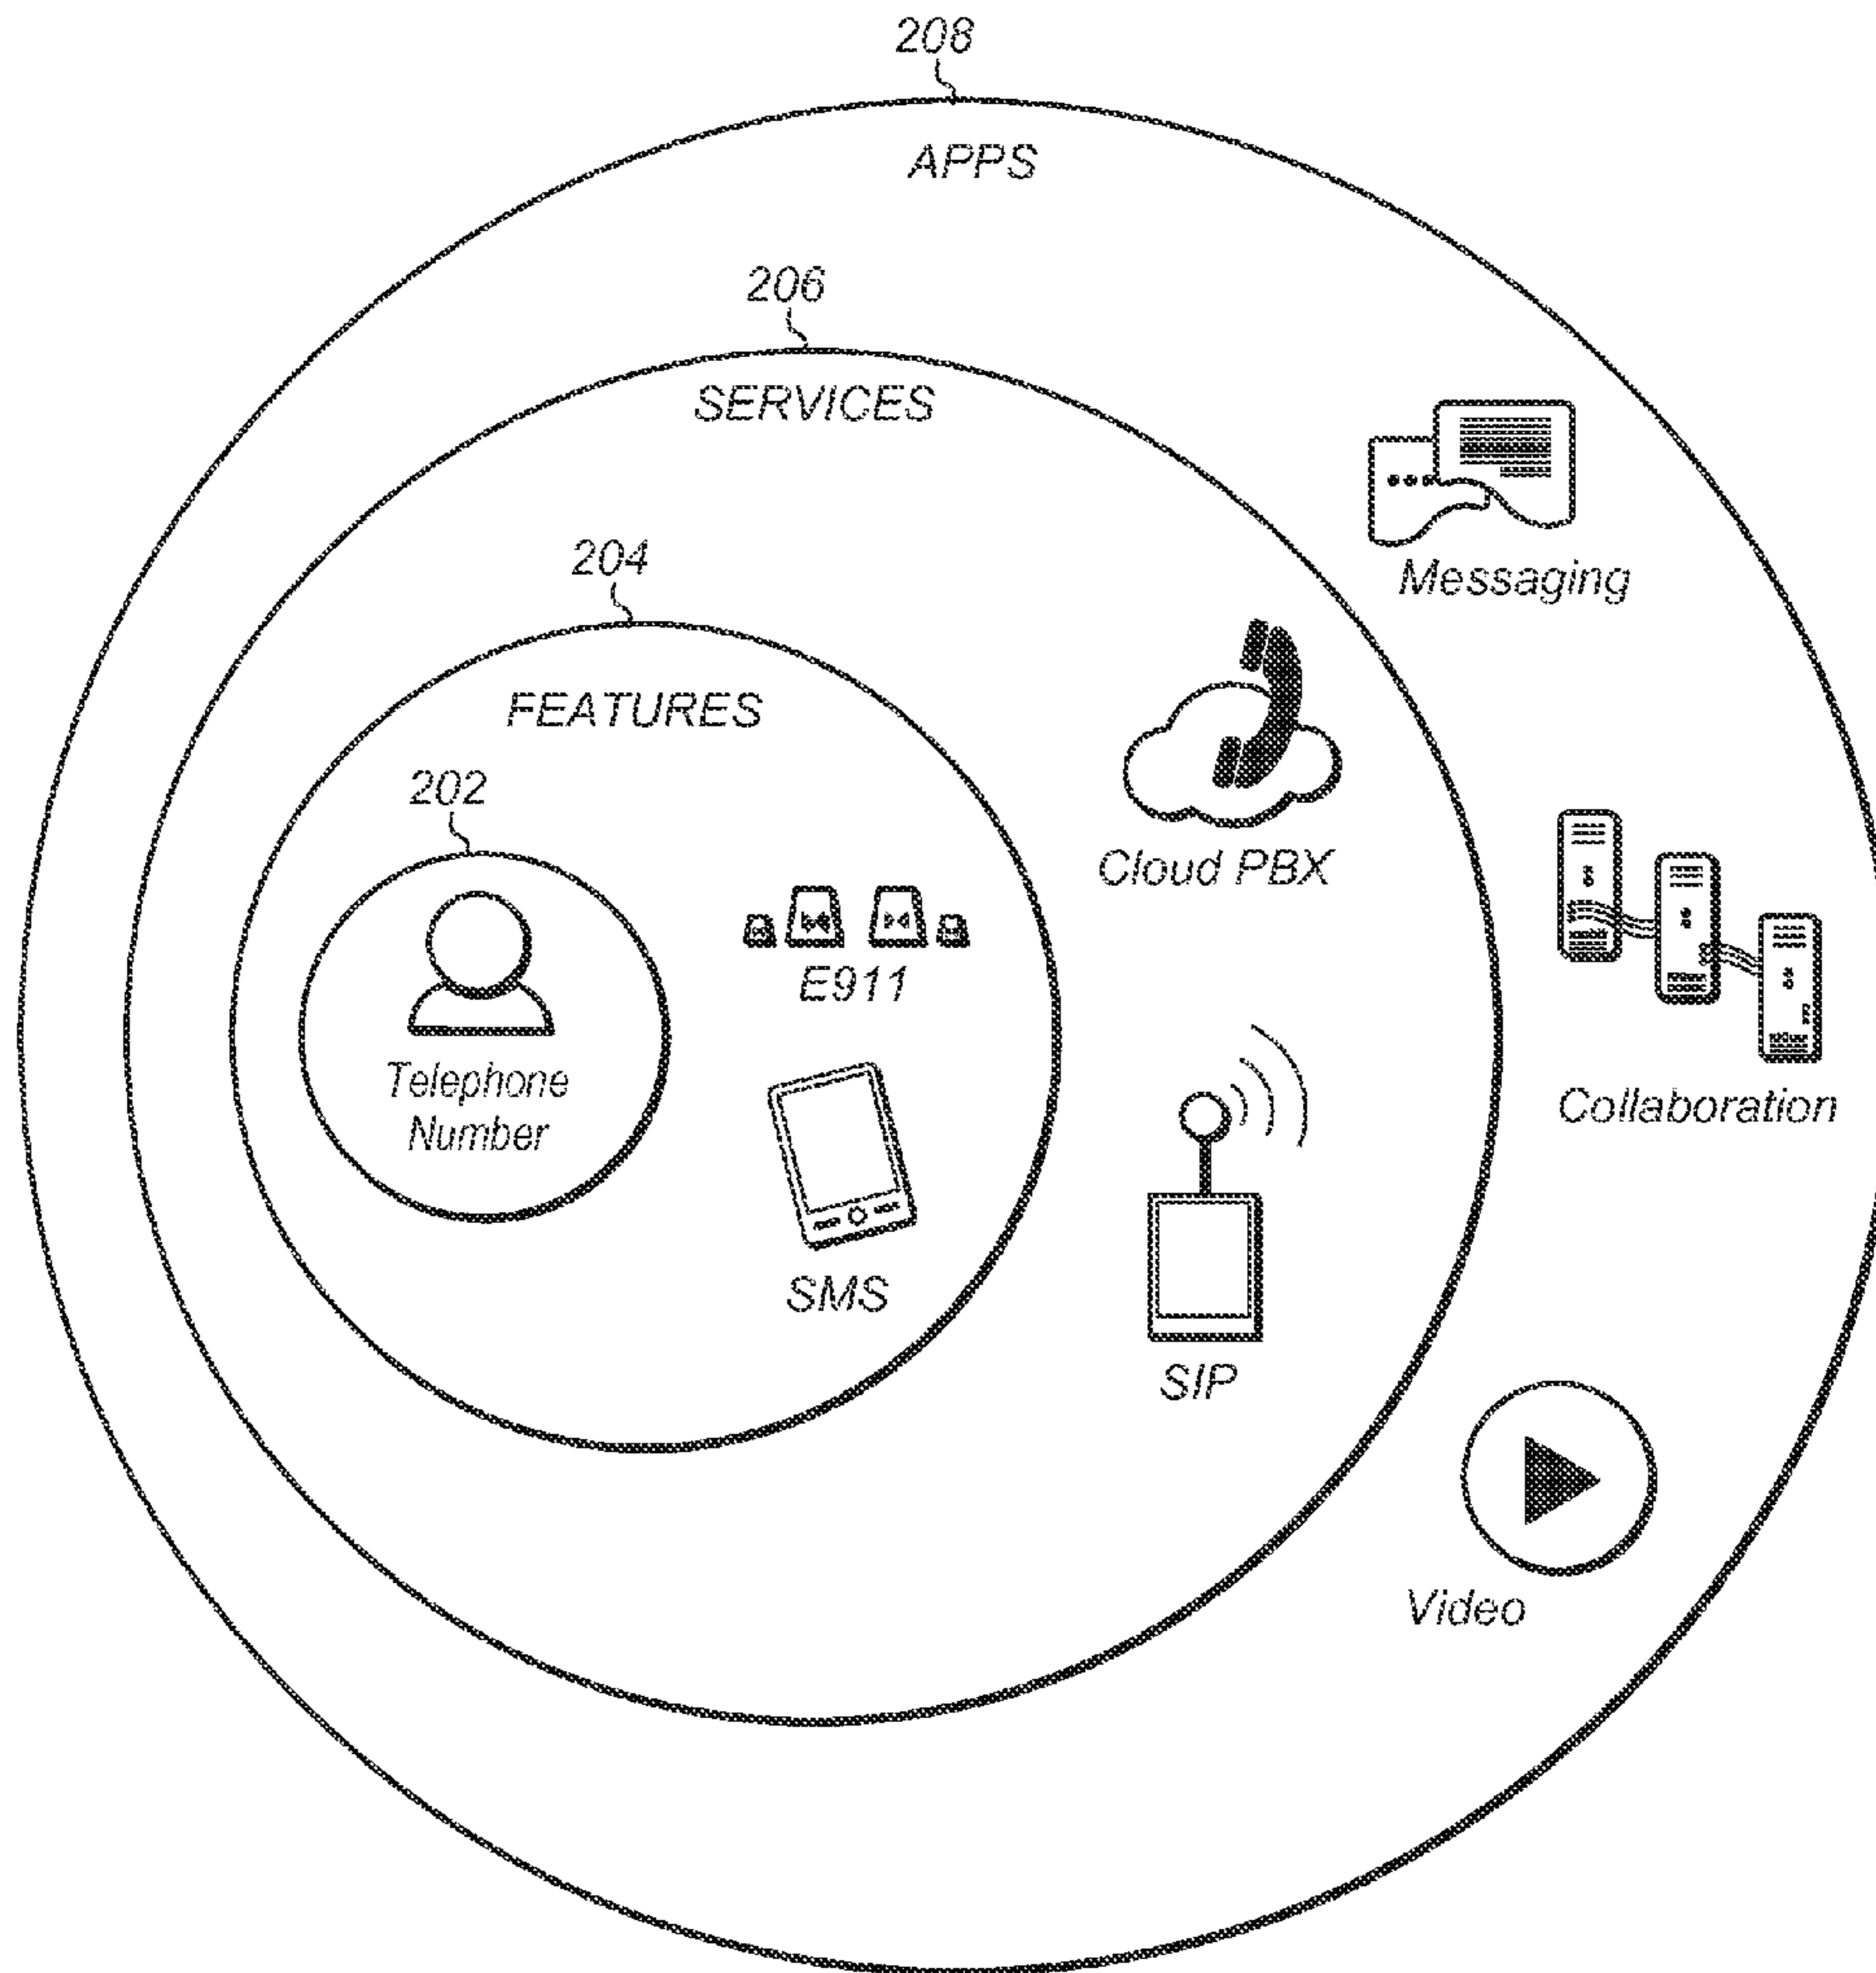 208
APPS
206
SERVICES
Messaging
204
FEATURES
Cloud PBX
202
E911
Telephone
Number
Collaboration
SMS
SIP
Video